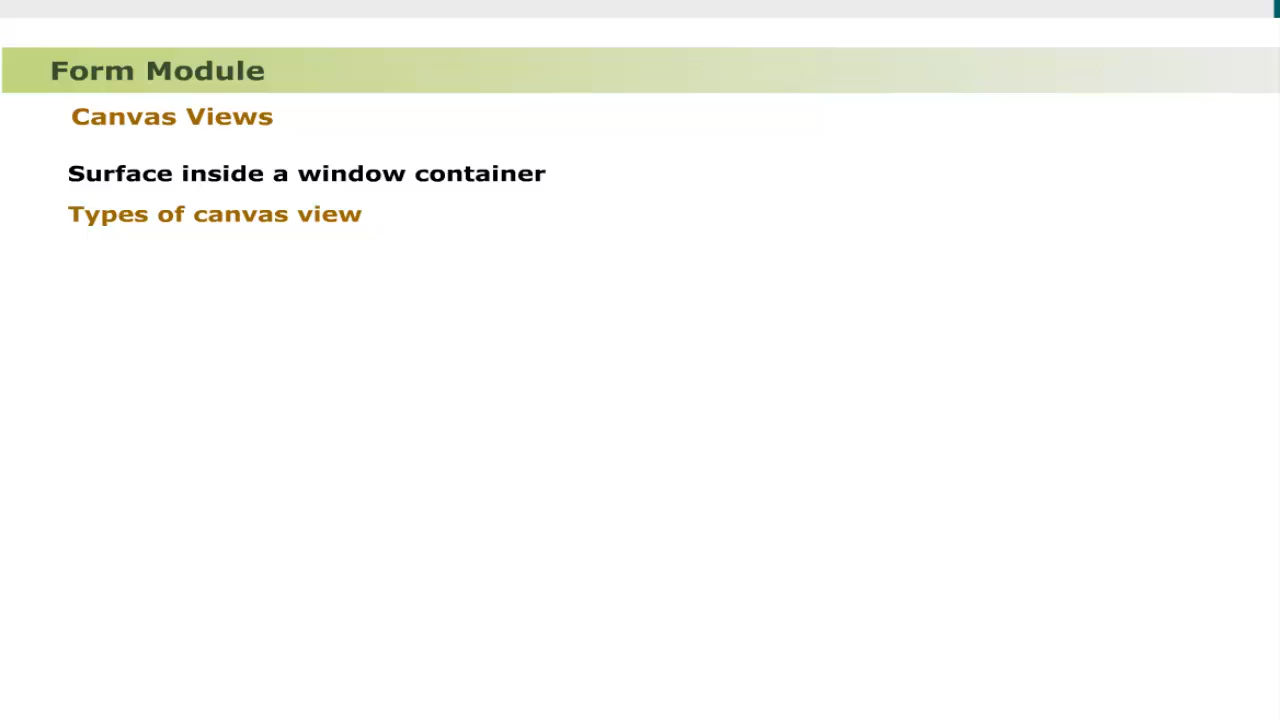 Form Module
Canvas Views
Surface inside a window container
Types of canvas view